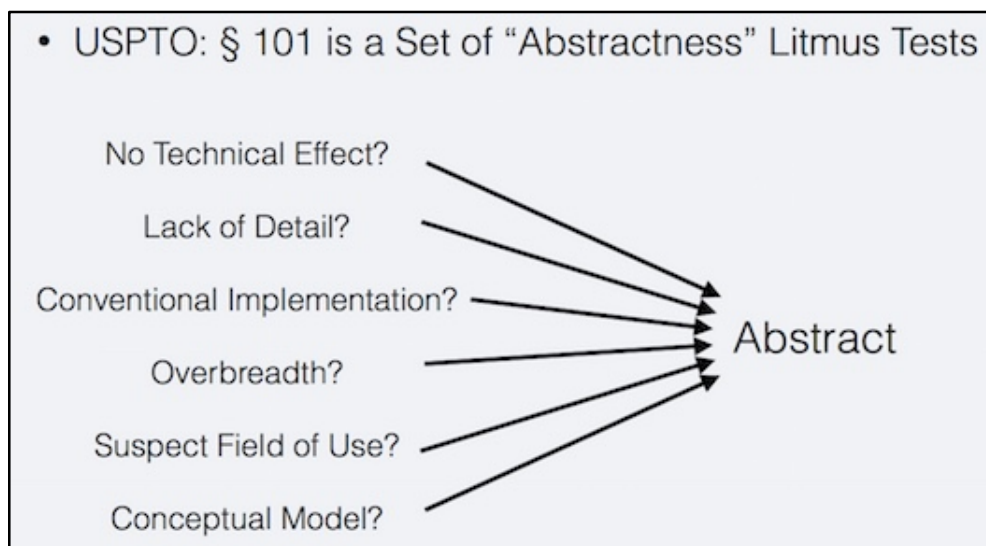 • USPTO: § 101 is a Set of “Abstractness” Litmus Tests
No Technical Effect?
Lack of Detail?
Conventional Implementation?
Overbreadth?
Suspect Field of Use?
Conceptual Model?
Abstract